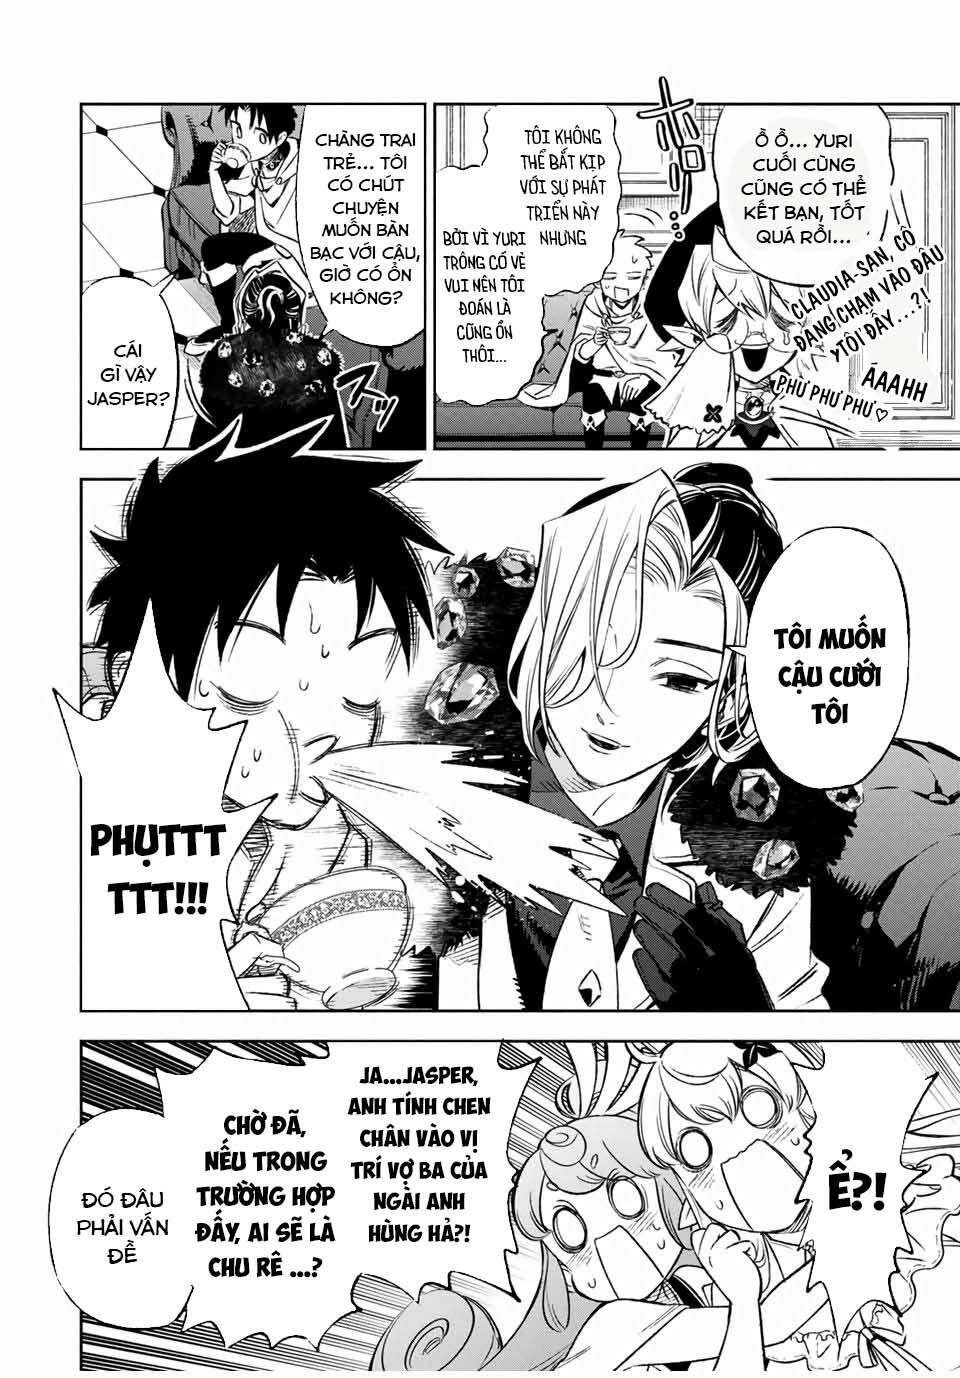 Ồ Ồ... YURI
CUỐI CÙNG
CŨNG CÓ THỂ
KẾT BẠN, TỐT
QUÁ RỒI...
CLAUDIA-SAN, CÔ
ĐANG CHẠM VÀO ĐÂU
YTÔI ĐẤY...?!
ÁAAHH
PHƯ PHƯ PHƯ♡
TÔI KHÔNG
THỂ BẮT KỊP
VỚI SỰ PHÁT
TRIỂN NÀY
NHƯNG
BỞI VÌ YURI
TRÔNG CÓ VẺ
VUI NÊN TÔI
ĐOÁN LÀ
CŨNG ỔN
THÔI...
CHÀNG TRAI
TRẺ... TÔI
CÓ CHÚT
CHUYỆN
MUỐN BÀN
BẠC VỚI CẬU,
GIỜ CÓ ỔN
KHÔNG?
CÁI
GÌ VẬY
JASPER?
TÔI MUỐN
CẬU CƯỚI
TÔI
PHỤTTT
TTT!!!
Ể?!
JA...JASPER,
ANH TÍNH CHEN
CHÂN VÀO VỊ
TRÍ VỢ BA CỦA
NGÀI ANH
HÙNG HẢ?!
CHỜ ĐÃ,
NẾU TRONG
TRƯỜNG HỢP
ĐẤY, AI SẼ LÀ
CHU RÊ ...?
ĐÓ ĐÂU
PHẢI VẤN
ĐỀ